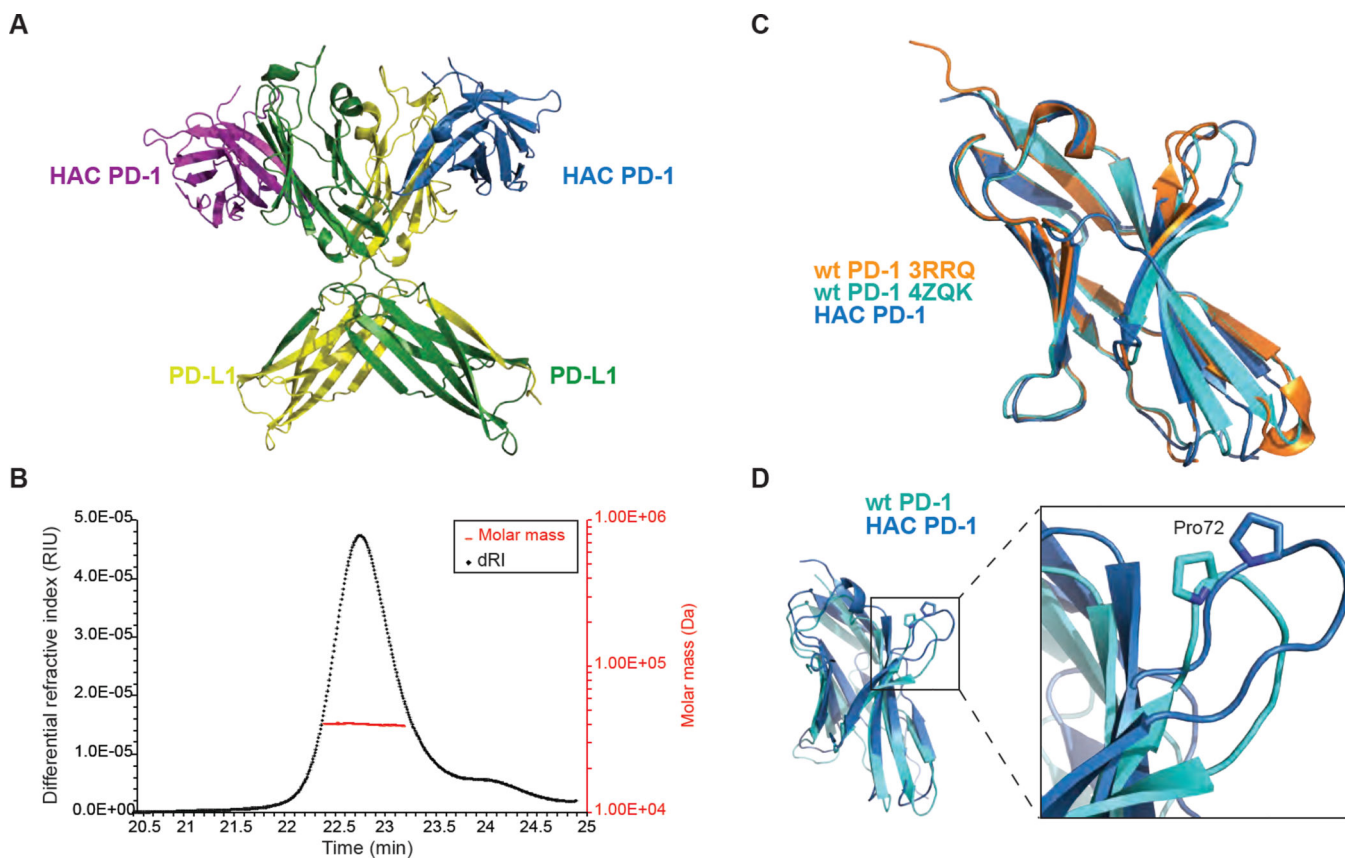 A
HAC PD-1
HAC PD-1
PD-L1
PD-L1
B
Differential refractive index (RIU)
5.0E-05
4.0E-05
3.0E-05
2.0E-05
1.0E-05
0.0E+00
Molar mass
dRI
1.00E+06
1.00E+05
1.00E+04
Molar mass (Da)
20.5 21 21.5 22 22.5 23 23.5 24 24.5 25
Time (min)
C
wt PD-1 3RRQ
wt PD-1 4ZQK
HAC PD-1
D
wt PD-1
HAC PD-1
Pro72